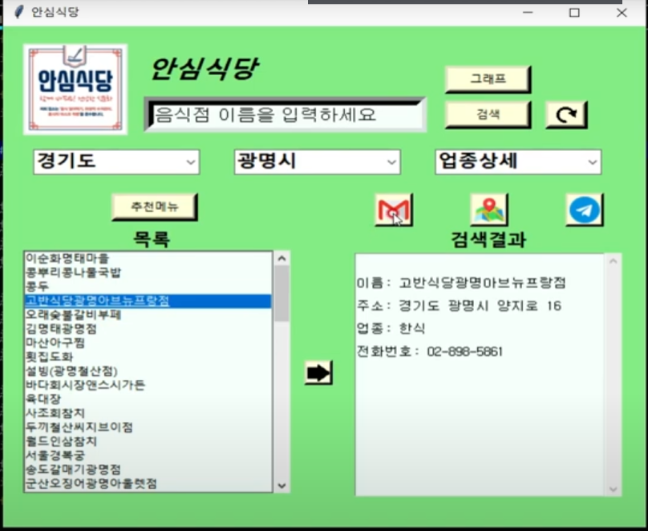 안심식당
안심식당
안심식당
그래프
음식점 이름을 입력하세요
검색
경기도
광명시
업종상세
추천메뉴
목록
검색결과
이순화명태마을
콩뿌리콩나물국밥
콩두
고반식당광명아브뉴프랑점
오래숯불갈비부페
김명태광명점
마산아구찜
횟집도화
설빙(광명철산점)
바다회시장앤스시가든
육대장
사조회참치
두끼철산씨지브이점
월드인삼참치
서울경복궁
송도갈매기광명점
군산오징어광명아울렛점
이름: 고반식당광명아브뉴프랑점
주소: 경기도 광명시 양지로 16
업종: 한식
전화번호: 02-898-5861